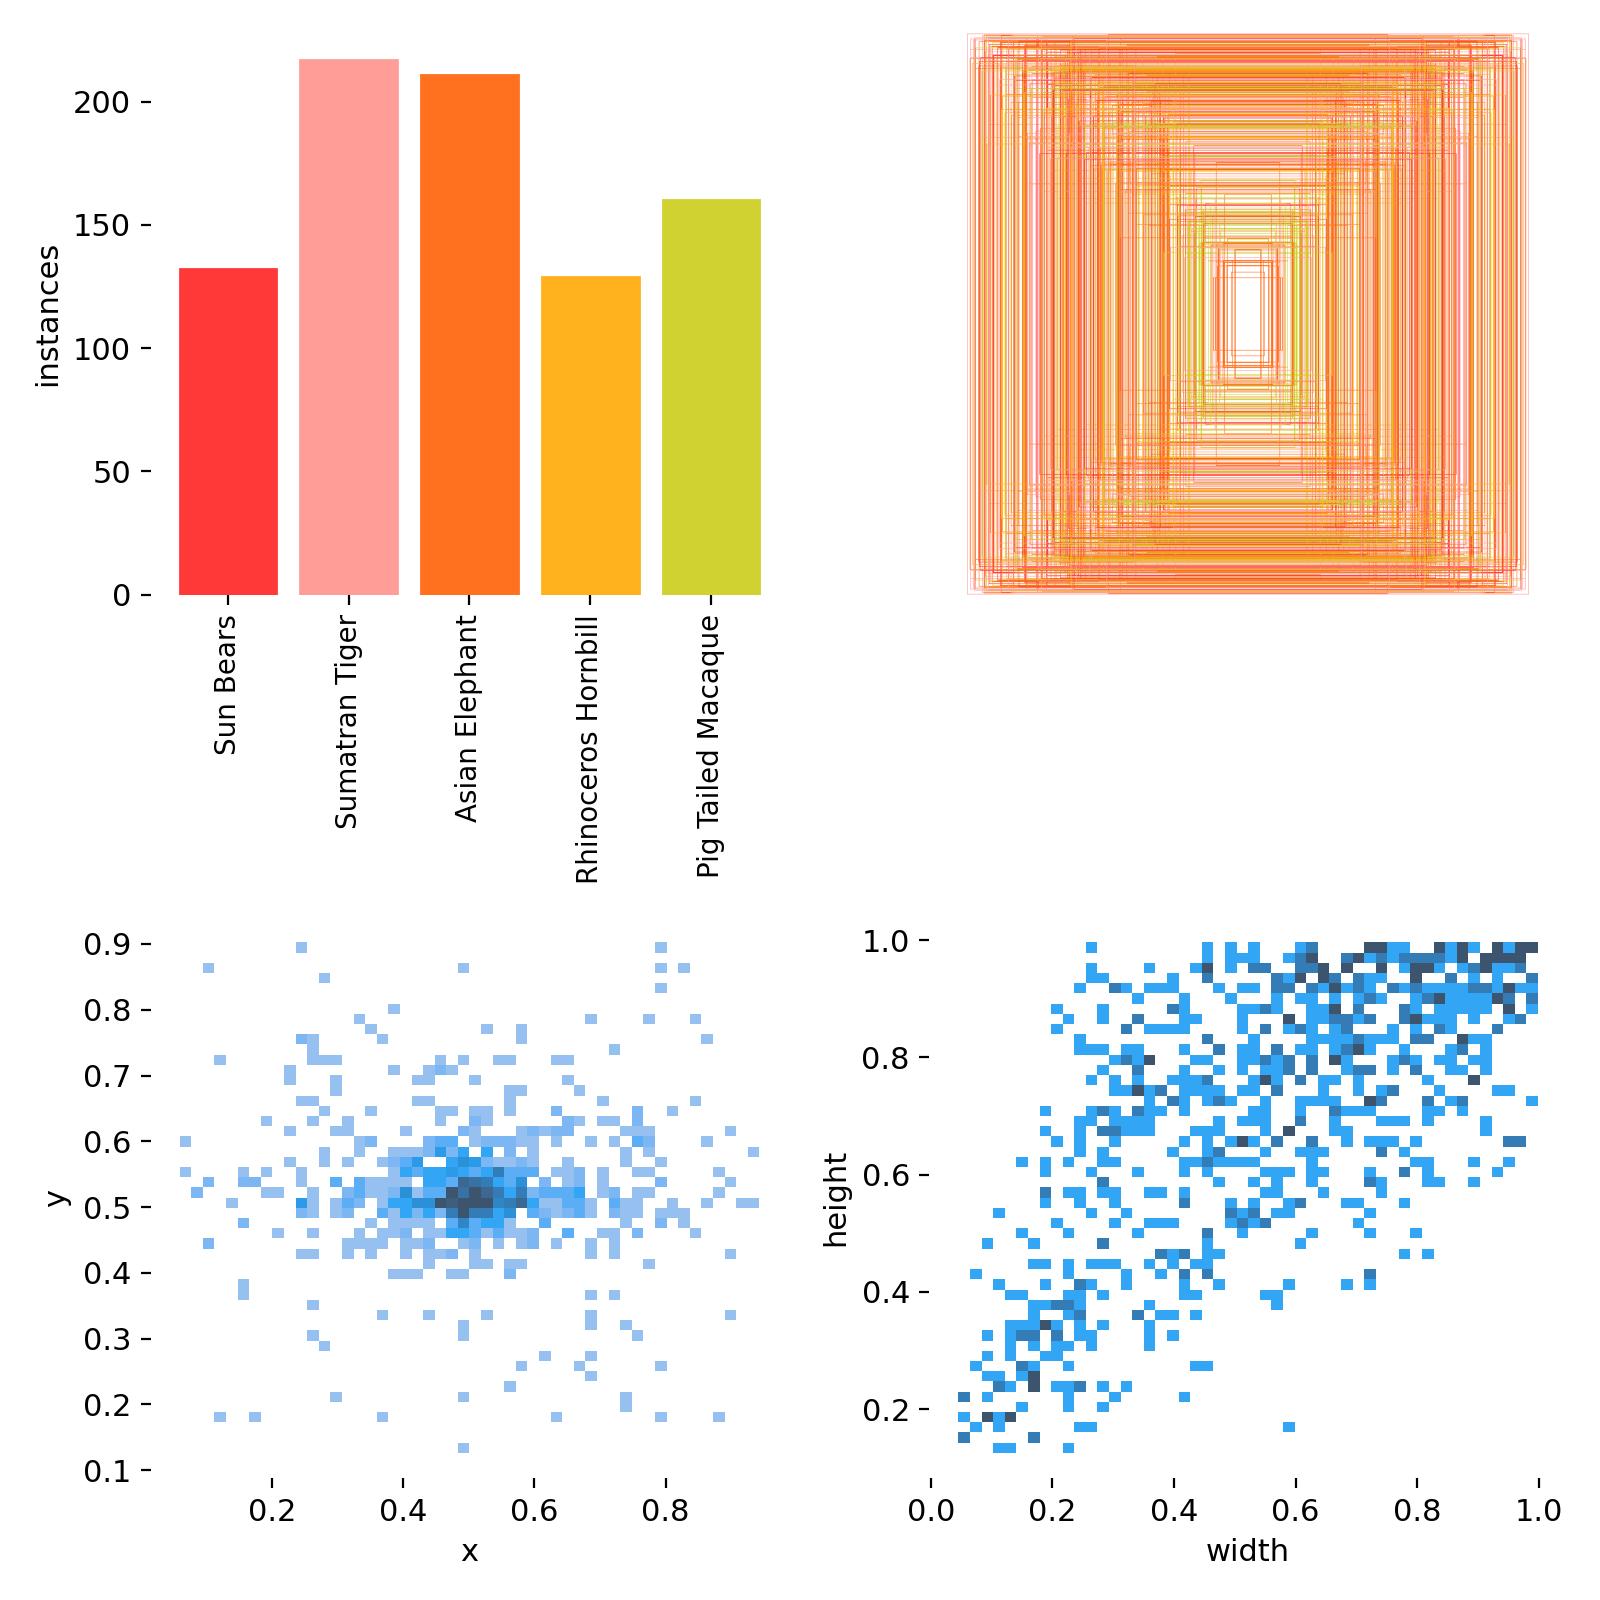 200
150
100
50
0
instances
Sun Bears
Sumatran Tiger
Asian Elephant
Rhinoceros Hornbill
Pig Tailed Macaque
0.9
0.8
0.7
0.6
0.5
0.4
0.3
0.2
0.1
y
0.2 0.4 0.6 0.8
x
1.0
0.8
0.6
0.4
0.2
height
0.0 0.2 0.4 0.6 0.8 1.0
width